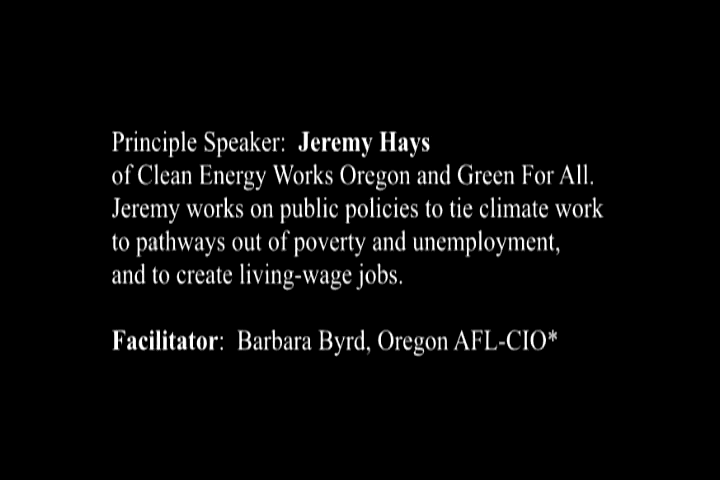 Principle Speaker: Jeremy Hays
of Clean Energy Works Oregon and Green For All.
Jeremy works on public policies to tie climate work
to pathways out of poverty and unemployment,
and to create living-wage jobs.
Facilitator: Barbara Byrd, Oregon AFL-CIO*